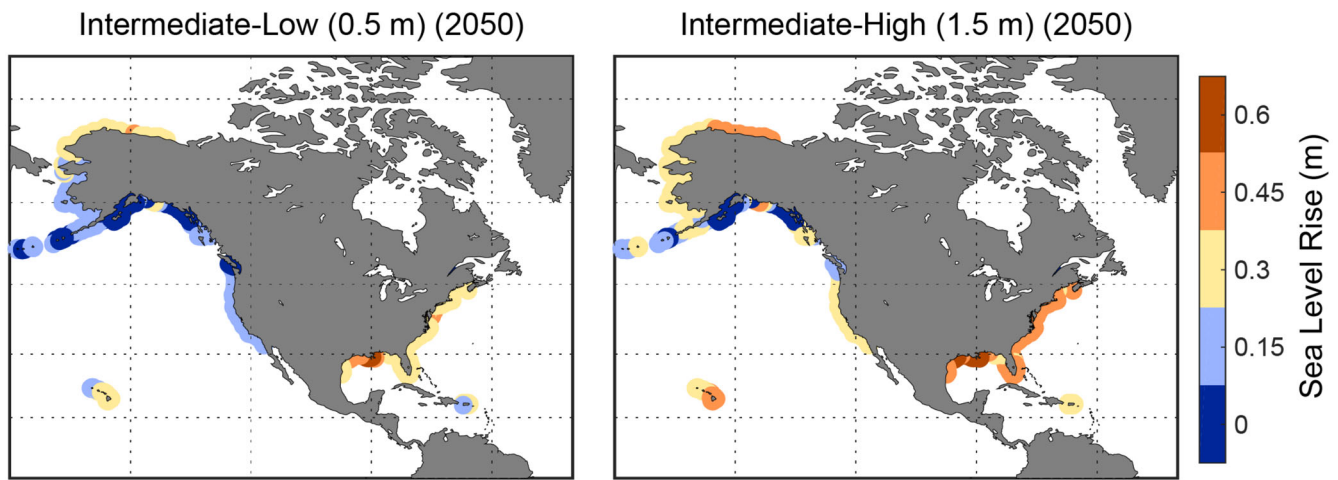 Intermediate-Low (0.5 m) (2050)
Intermediate-High (1.5 m) (2050)
0.6
0.45
0.3
0.15
0
Sea Level Rise (m)